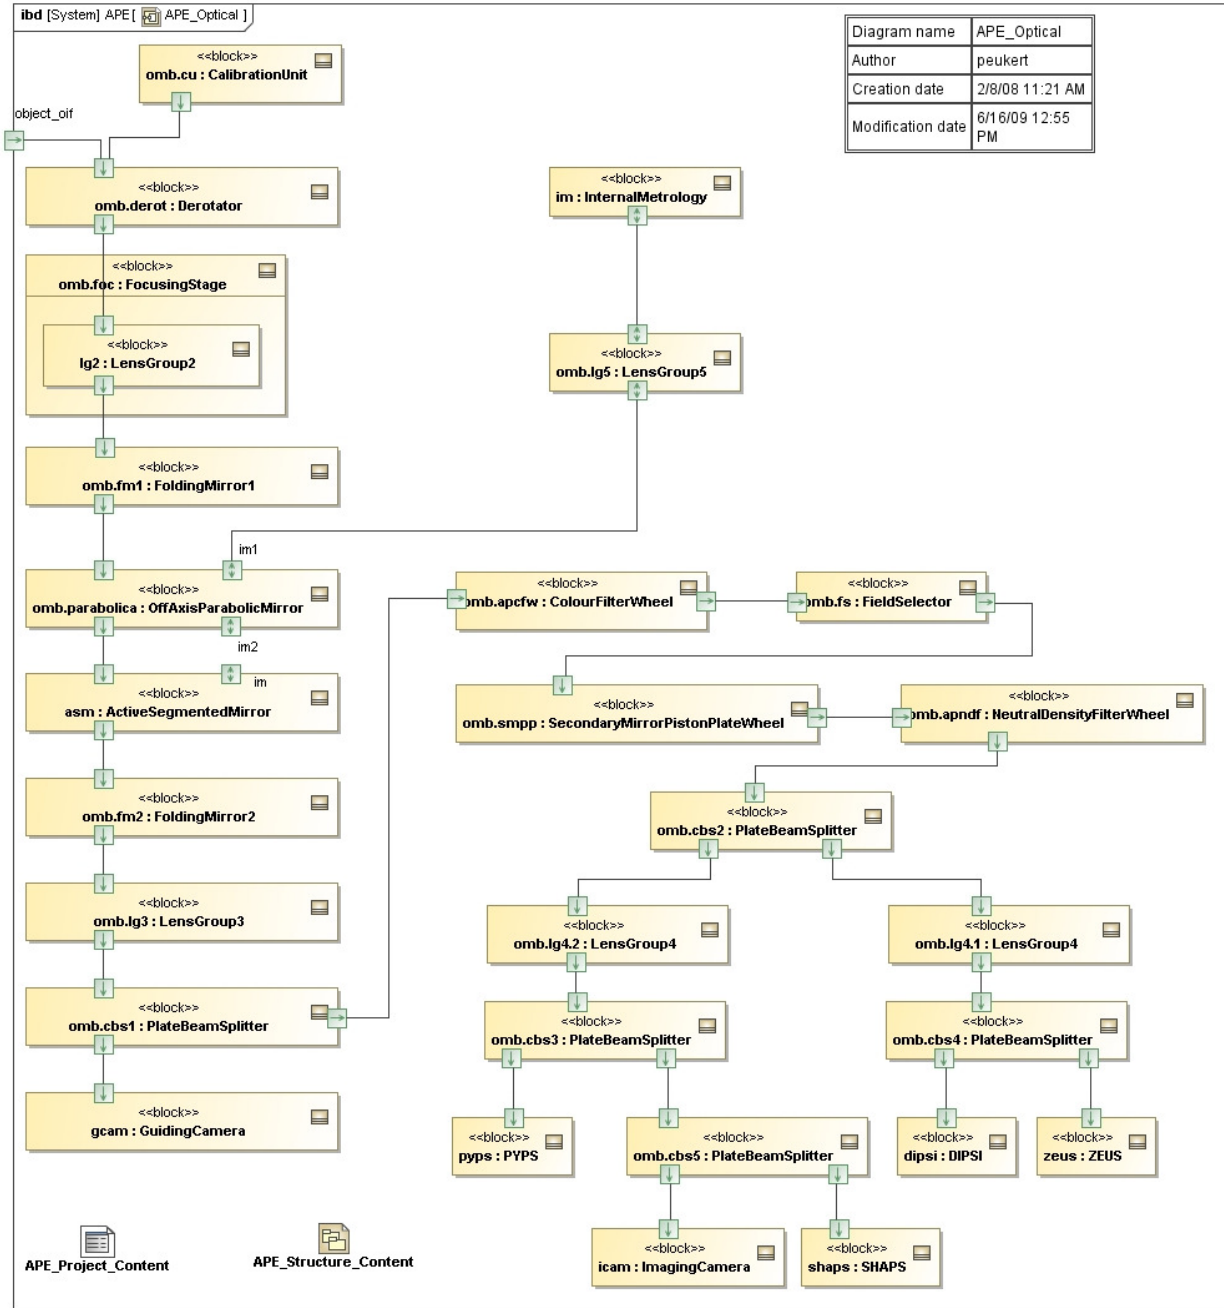 ibd [System] APE [ APE_Optical ]
Diagram name APE_Optical
Author peukert
Creation date 2/8/08 11:21 AM
Modification date 6/16/09 12:55 PM
<<block>>
omb.cu : CalibrationUnit
object_oif
<<block>>
omb.derot : Derotator
<<block>>
im : InternalMetrology
<<block>>
omb.foc : FocusingStage
<<block>>
lg2 : LensGroup2
<<block>>
omb.lg5 : LensGroup5
<<block>>
omb.fm1 : FoldingMirror1
im1
<<block>>
omb.parabolica : OffAxisParabolicMirror
im2
<<block>>
omb.apcfw : ColourFilterWheel
<<block>>
omb.fs : FieldSelector
im
<<block>>
asm : ActiveSegmentedMirror
<<block>>
omb.smpp : SecondaryMirrorPistonPlateWheel
<<block>>
omb.apndf : NeutralDensityFilterWheel
<<block>>
omb.fm2 : FoldingMirror2
<<block>>
omb.cbs2 : PlateBeamSplitter
<<block>>
omb.lg3 : LensGroup3
<<block>>
omb.lg4.2 : LensGroup4
<<block>>
omb.lg4.1 : LensGroup4
<<block>>
omb.cbs1 : PlateBeamSplitter
<<block>>
omb.cbs3 : PlateBeamSplitter
<<block>>
omb.cbs4 : PlateBeamSplitter
<<block>>
gcam : GuidingCamera
<<block>>
pyps : PYPS
<<block>>
omb.cbs5 : PlateBeamSplitter
<<block>>
dipsi : DIPSI
<<block>>
zeus : ZEUS
<<block>>
icam : ImagingCamera
<<block>>
shaps : SHAPS
APE_Project_Content
APE_Structure_Content